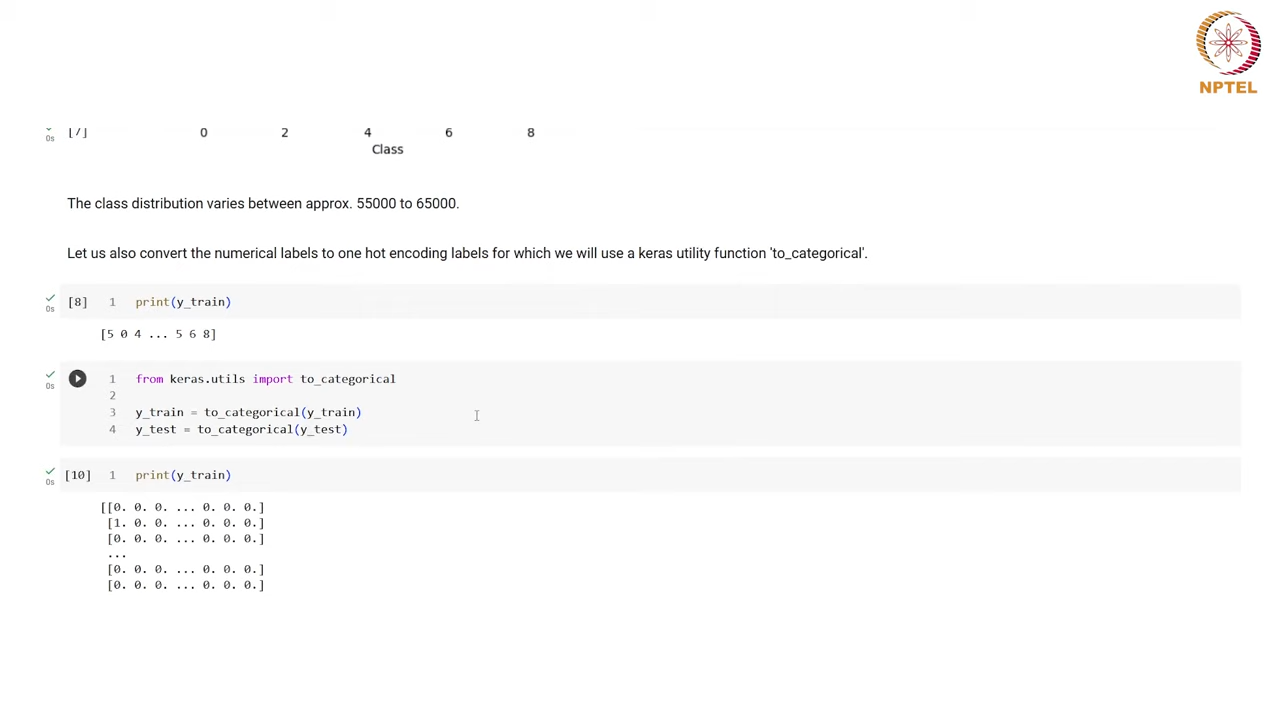 NPTEL
0s [7] 0 2 4 6 8
Class
The class distribution varies between approx. 55000 to 65000.
Let us also convert the numerical labels to one hot encoding labels for which we will use a keras utility function 'to_categorical'.
0s [8] 1 print(y_train)
[5 0 4 ... 5 6 8]
0s 1 from keras.utils import to_categorical
2
3 y_train = to_categorical(y_train)
4 y_test = to_categorical(y_test)
0s [10] 1 print(y_train)
[[0. 0. 0. ... 0. 0. 0.]
[1. 0. 0. ... 0. 0. 0.]
[0. 0. 0. ... 0. 0. 0.]
...
[0. 0. 0. ... 0. 0. 0.]
[0. 0. 0. ... 0. 0. 0.]